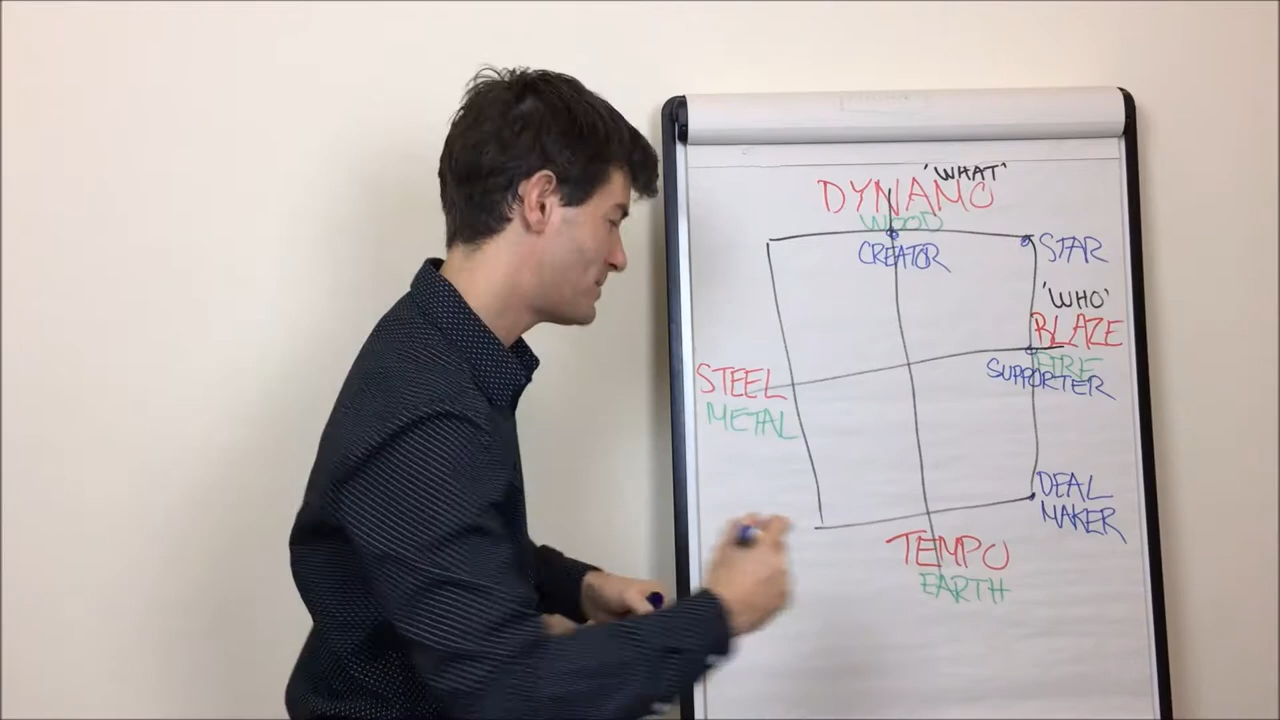 'WHAT'
DYNAMO
WOOD
CREATOR
STAR
'WHO'
BLAZE
FIRE
SUPPORTER
STEEL
METAL
DEAL
MAKER
TEMPO
EARTH